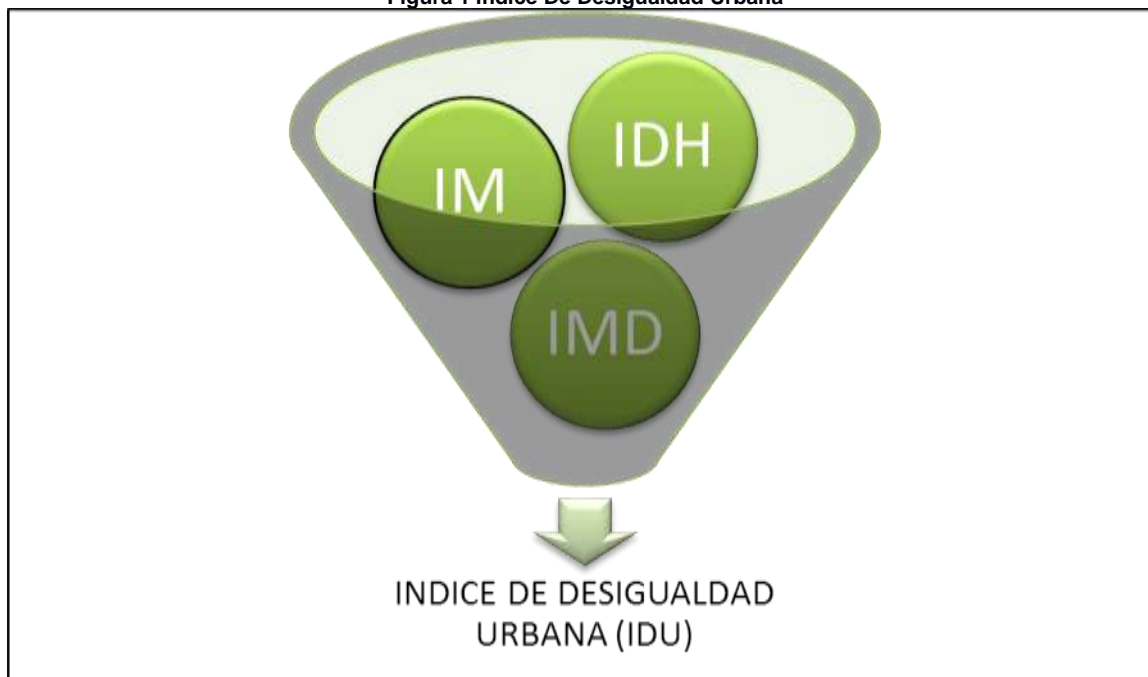 Figura 1 Indice De Desigualdad Urbana
IDH
IM
IMD
INDICE DE DESIGUALDAD
URBANA (IDU)